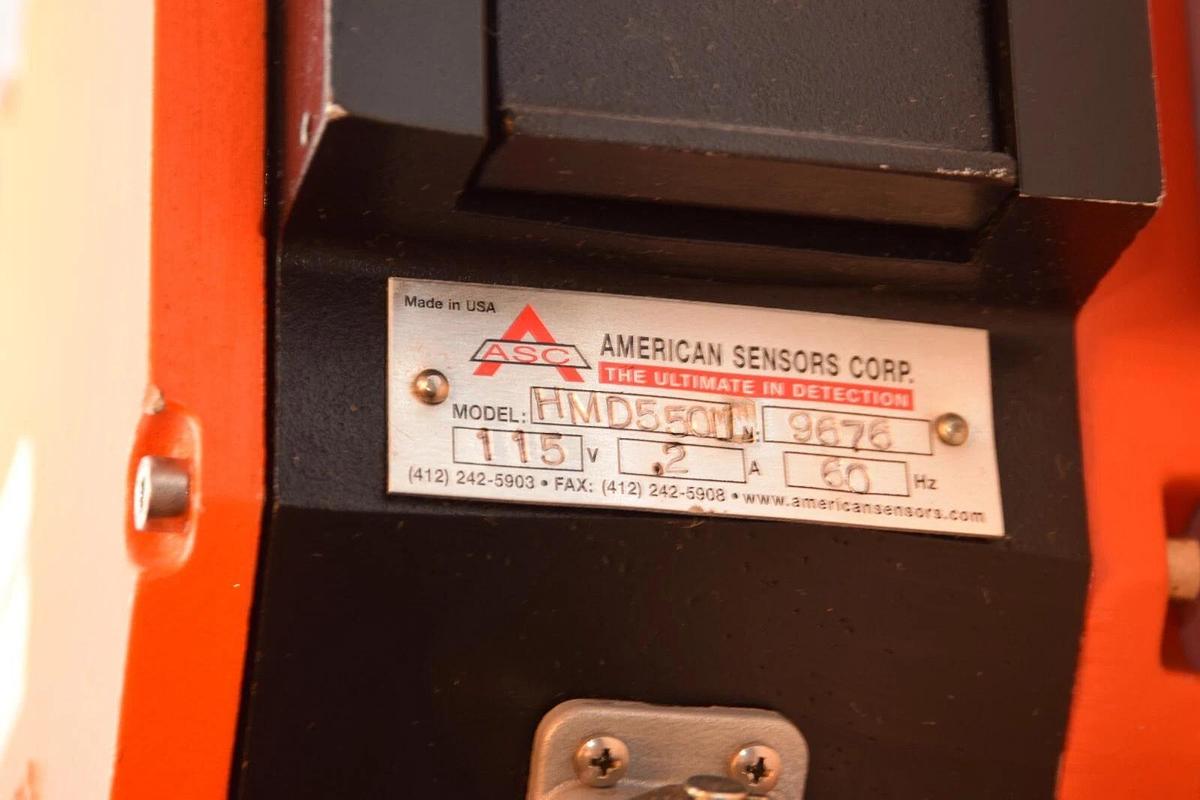 Made in USA
ASC
AMERICAN SENSORS CORP.
THE ULTIMATE IN DETECTION
MODEL: HMD550 N: 9676
115 V .2 A 60 Hz
(412) 242-5903 • FAX: (412) 242-5908 • www.americansensors.com